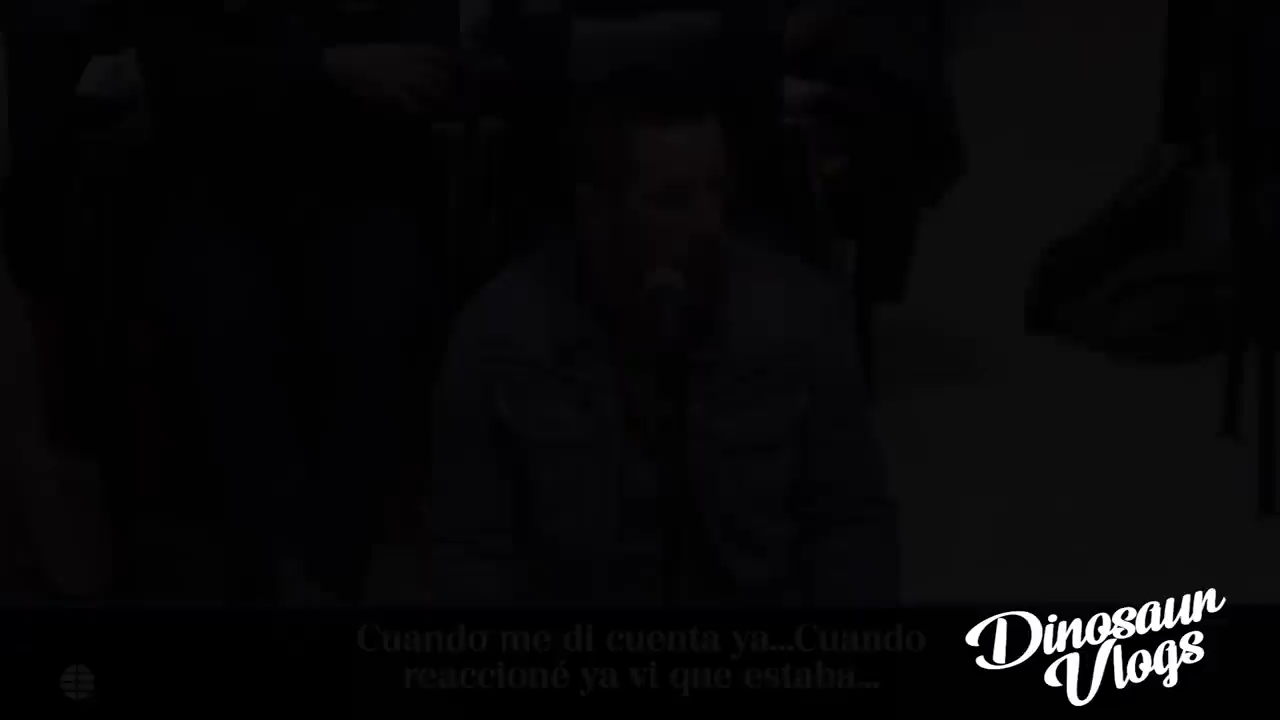 Cuando me di cuenta ya...Cuando
reaccioné ya vi que estaba...
Dinosaur
Vlogs